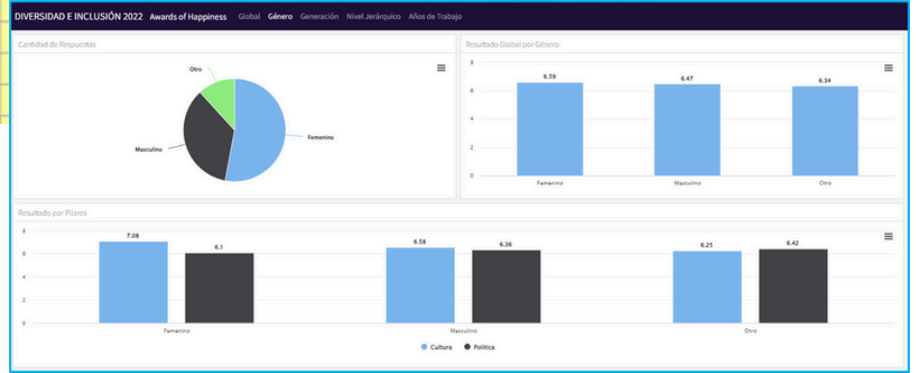 DIVERSIDAD E INCLUSIÓN 2022 Awards of Happiness Global Género Generación Nivel Jerárquico Años de Trabajo
Cantidad de Respuestas
Otro
Masculino
Femenino
Resultado Global por Género
8
6
4
2
0
6.59
6.47
6.34
Femenino
Masculino
Otro
Resultado por Pilares
8
6
4
2
0
7.08
6.1
6.58
6.36
6.25
6.42
Femenino
Masculino
Otro
Cultura
Política